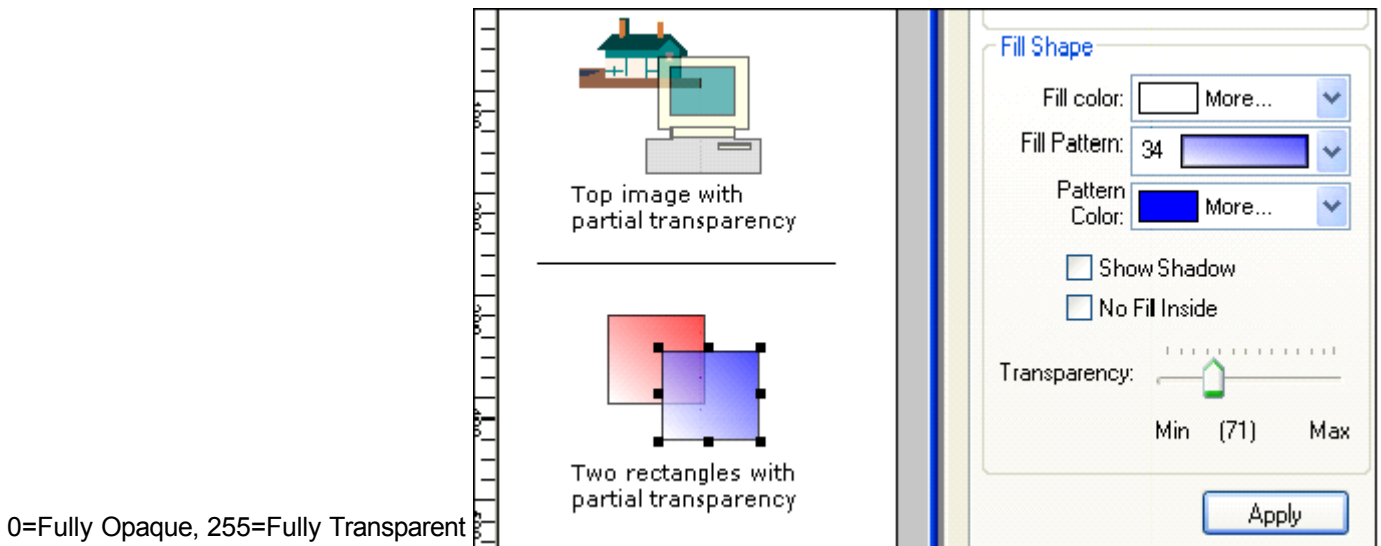 Top image with
partial transparency
Two rectangles with
partial transparency
Fill Shape
Fill color: More...
Fill Pattern: 34
Pattern
Color: More...
Show Shadow
No Fill Inside
Transparency:
Min (71) Max
Apply
0=Fully Opaque, 255=Fully Transparent